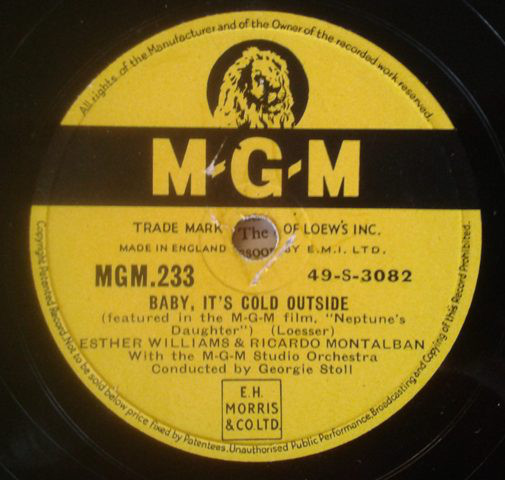 All rights of the Manufacturer and of the Owner of the recorded work reserved.
M-G-M
TRADE MARK OF LOEW'S INC.
The
MADE IN ENGLAND BY E.M.I. LTD.
MGM.233 49-S-3082
BABY, IT'S COLD OUTSIDE
(featured in the M-G-M film, "Neptune's
Daughter") (Loesser)
ESTHER WILLIAMS & RICARDO MONTALBAN
With the M-G-M Studio Orchestra
Conducted by Georgie Stoll
E.H.
MORRIS
& CO. LTD.
Copyright. Patented Record. Not to be sold below price fixed by Patentees. Unauthorised Public Performance, Broadcasting and Copying of this Record Prohibited.